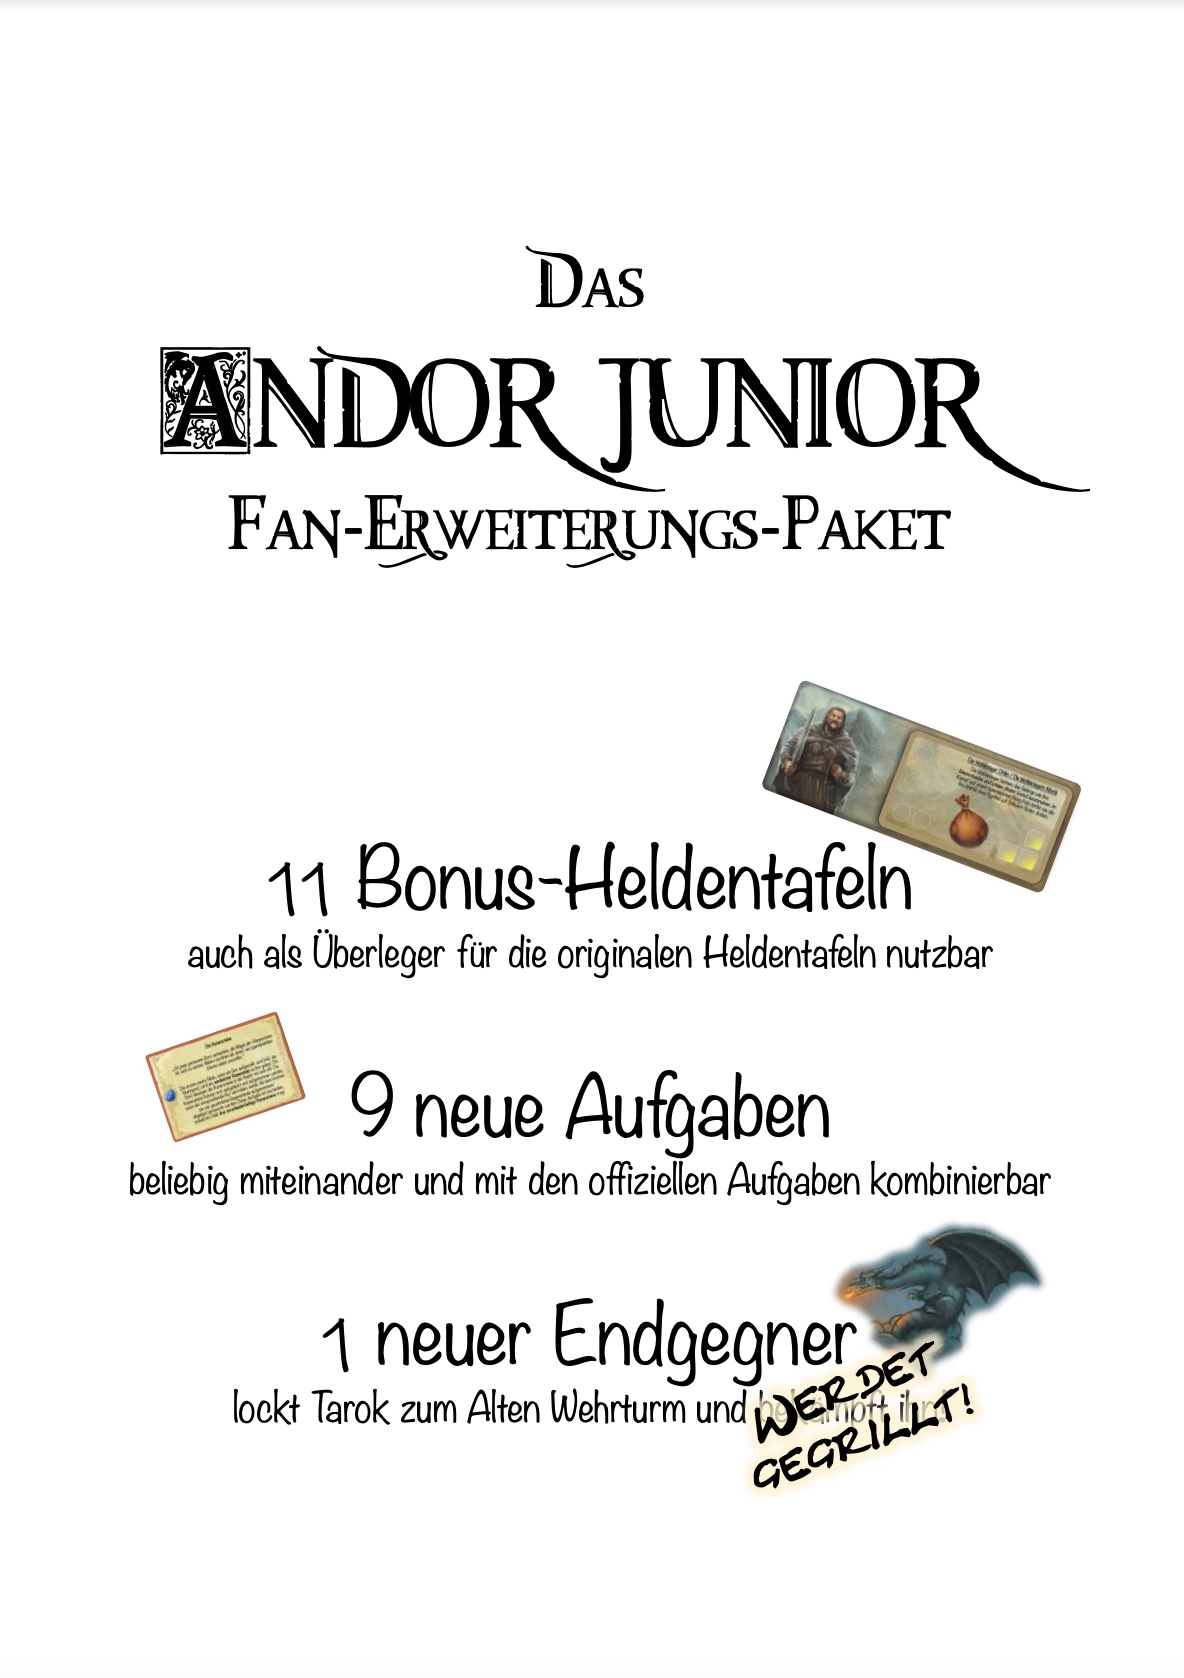 Das
Andor Junior
Fan-Erweiterungs-Paket
11 Bonus-Heldentafeln
auch als Überleger für die originalen Heldentafeln nutzbar
9 neue Aufgaben
beliebig miteinander und mit den offiziellen Aufgaben kombinierbar
1 neuer Endgegner
lockt Tarok zum Alten Wehrturm und bekämpft ihn!
WERDET
GEGRILLT!